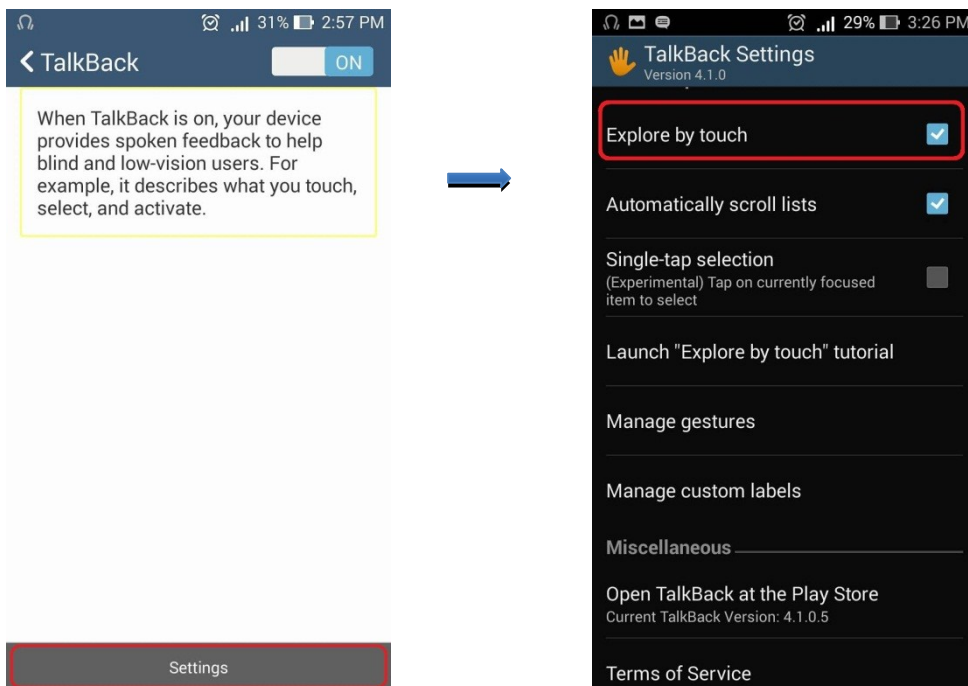 31% 2:57 PM
TalkBack
ON
When TalkBack is on, your device
provides spoken feedback to help
blind and low-vision users. For
example, it describes what you touch,
select, and activate.
Settings
29% 3:26 PM
TalkBack Settings
Version 4.1.0
Explore by touch
Automatically scroll lists
Single-tap selection
(Experimental) Tap on currently focused
item to select
Launch "Explore by touch" tutorial
Manage gestures
Manage custom labels
Miscellaneous
Open TalkBack at the Play Store
Current TalkBack Version: 4.1.0.5
Terms of Service